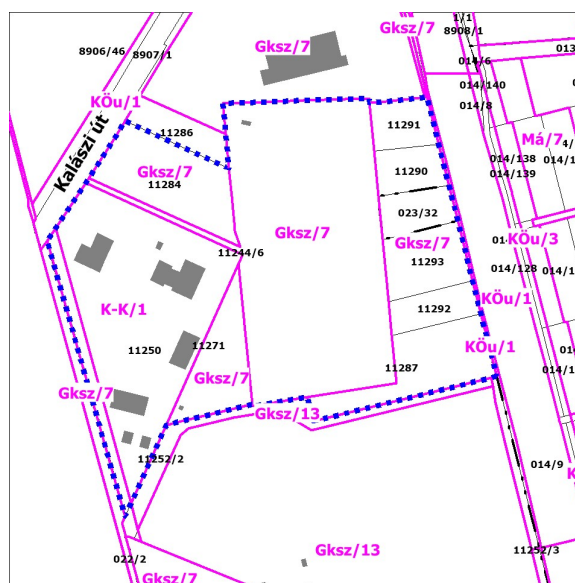 1/1
8908/1
Gksz/7
Gksz/7
8906/46
8907/1
013
014/6
014/140
KÖu/1
014/8
11291
11286
Má/7
014/138
014/1
Kalászi út
Gksz/7
11290
014/139
11284
023/32
Gksz/7
Gksz/7
KÖu/3
11244/6
11293
014/128
014/1
K-K/1
KÖu/1
11292
11250
11271
KÖu/1
11287
014/1
Gksz/7
Gksz/7
Gksz/13
11252/2
014/9
K
Gksz/13
11252/3
022/2
Gksz/7
Gksz/7